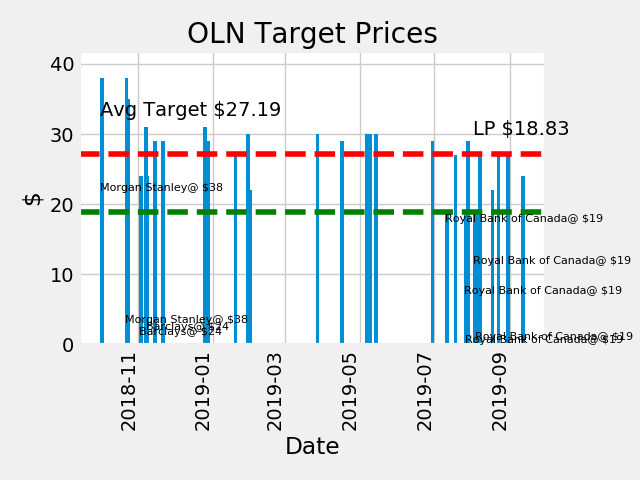 OLN Target Prices
40
Avg Target $27.19
LP $18.83
30
Morgan Stanley@ $38
20
Royal Bank of Canada@ $19
$
Royal Bank of Canada@ $19
10
Royal Bank of Canada@ $19
Morgan Stanley@ $38
Barclays@ $24
Barclays@ $24
Royal Bank of Canada@ $19
Royal Bank of Canada@ $19
0
2018-11
2019-01
2019-03
2019-05
2019-07
2019-09
Date